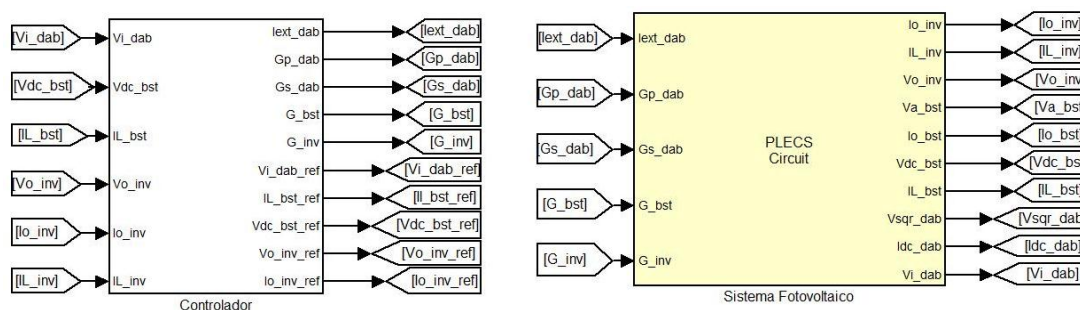 [Vi_dab]
[Vdc_bst]
[IL_bst]
[Vo_inv]
[Io_inv]
[IL_inv]
Vi_dab
Vdc_bst
IL_bst
Vo_inv
Io_inv
IL_inv
Iext_dab
Gp_dab
Gs_dab
G_bst
G_inv
Vi_dab_ref
IL_bst_ref
Vdc_bst_ref
Vo_inv_ref
Io_inv_ref
[Iext_dab]
[Gp_dab]
[Gs_dab]
[G_bst]
[G_inv]
[Vi_dab_ref]
[Il_bst_ref]
[Vdc_bst_ref]
[Vo_inv_ref]
[Io_inv_ref]
Controlador
[Iext_dab]
[Gp_dab]
[Gs_dab]
[G_bst]
[G_inv]
Iext_dab
Gp_dab
Gs_dab
G_bst
G_inv
PLECS
Circuit
Io_inv
IL_inv
Vo_inv
Va_bst
Io_bst
Vdc_bst
IL_bst
Vsqr_dab
Idc_dab
Vi_dab
[Io_inv]
[IL_inv]
[Vo_inv
[Va_bst
[Io_bst
[Vdc_bs
[IL_bst]
[Vsqr_dab
[Idc_dab]
[Vi_dab]
Sistema Fotovoltaico